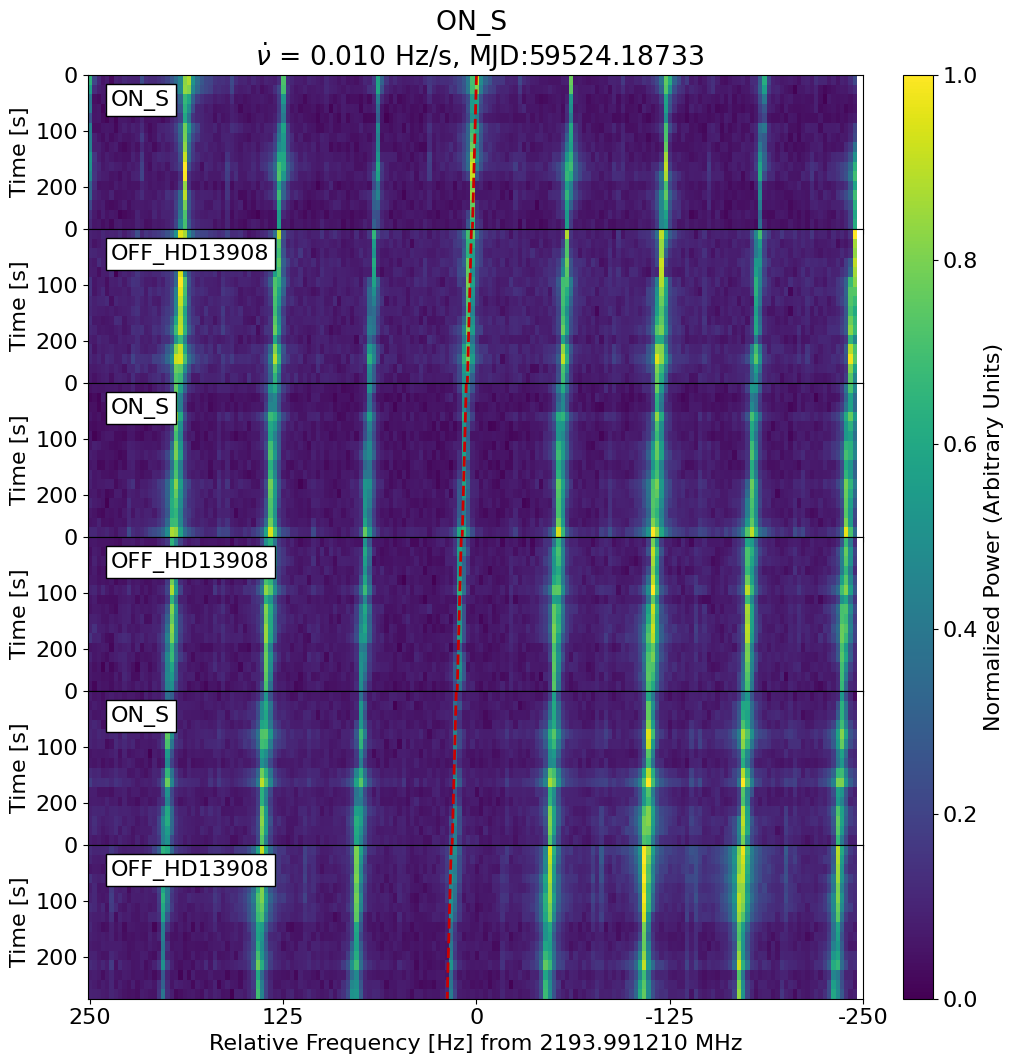 ON_S
ν̇ = 0.010 Hz/s, MJD:59524.18733
0
100
200
Time [s]
ON_S
0
100
200
Time [s]
OFF_HD13908
0
100
200
Time [s]
ON_S
0
100
200
Time [s]
OFF_HD13908
0
100
200
Time [s]
ON_S
0
100
200
Time [s]
OFF_HD13908
250 125 0 -125 -250
Relative Frequency [Hz] from 2193.991210 MHz
1.0
0.8
0.6
0.4
0.2
0.0
Normalized Power (Arbitrary Units)